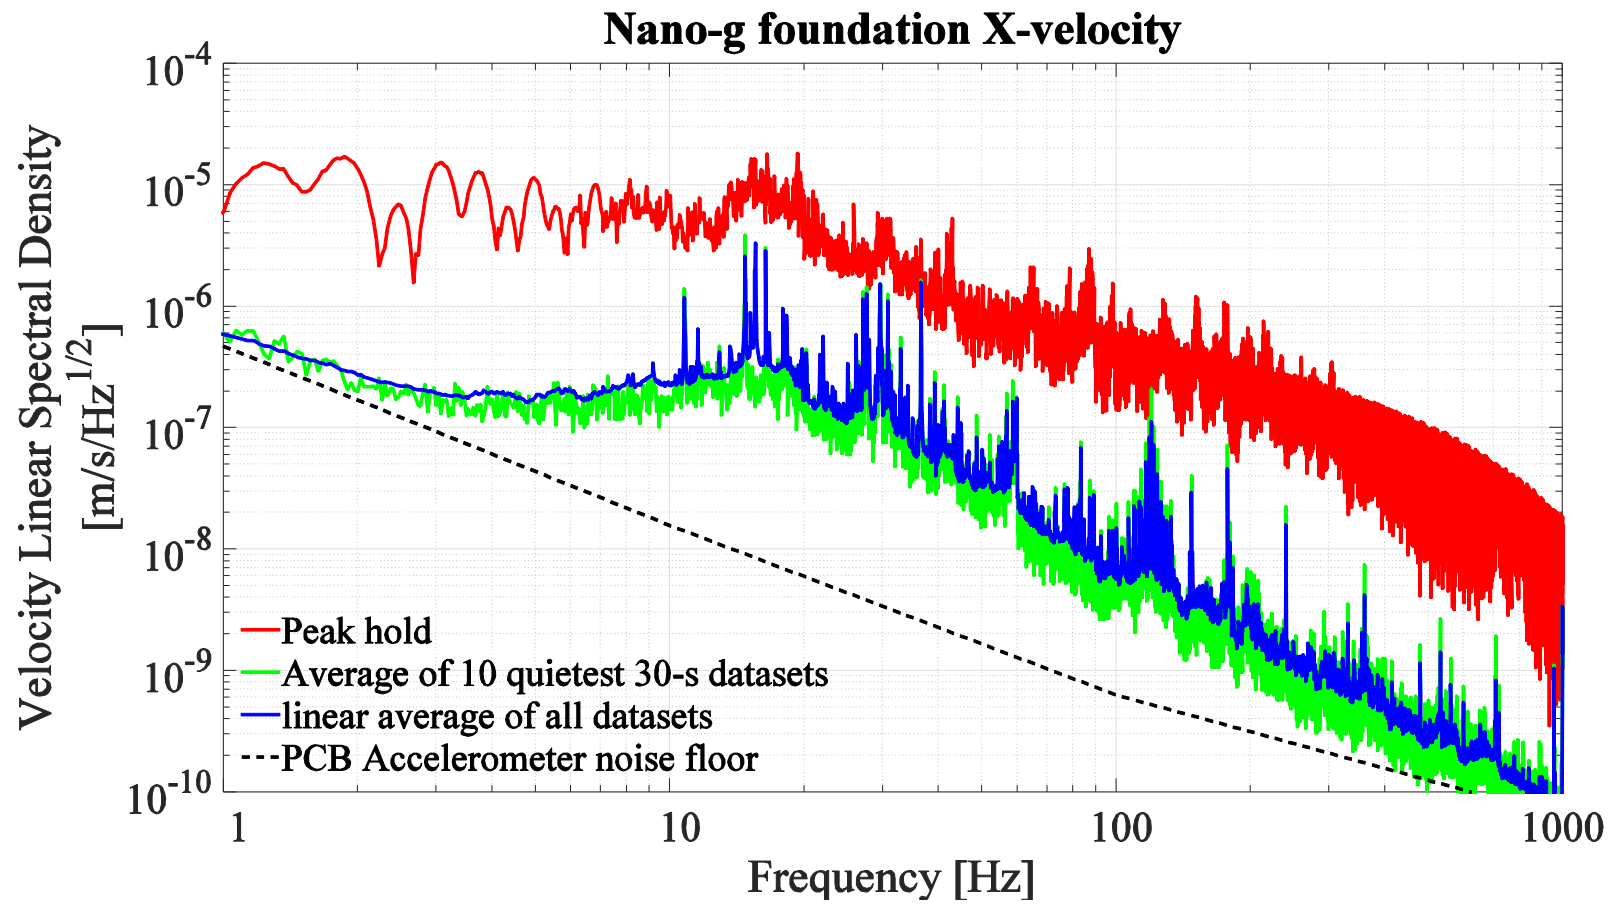 Nano-g foundation X-velocity
Velocity Linear Spectral Density
[m/s/Hz^1/2]
10^-4
10^-5
10^-6
10^-7
10^-8
10^-9
10^-10
Peak hold
Average of 10 quietest 30-s datasets
linear average of all datasets
PCB Accelerometer noise floor
1 10 100 1000
Frequency [Hz]